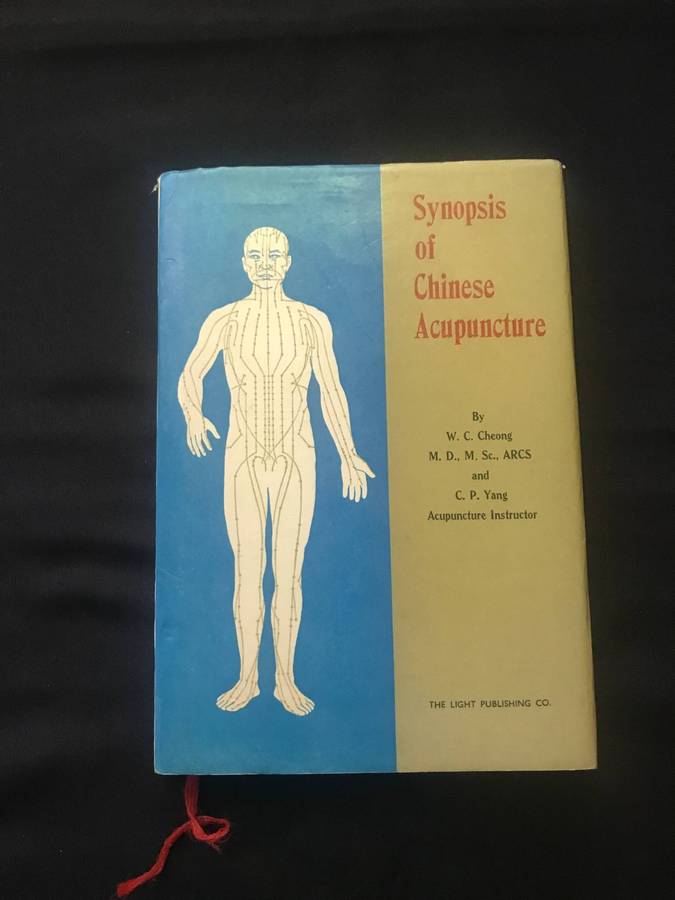 Synopsis
of
Chinese
Acupuncture
By
W. C. Cheong
M. D., M. Sc., ARCS
and
C. P. Yang
Acupuncture Instructor
THE LIGHT PUBLISHING CO.